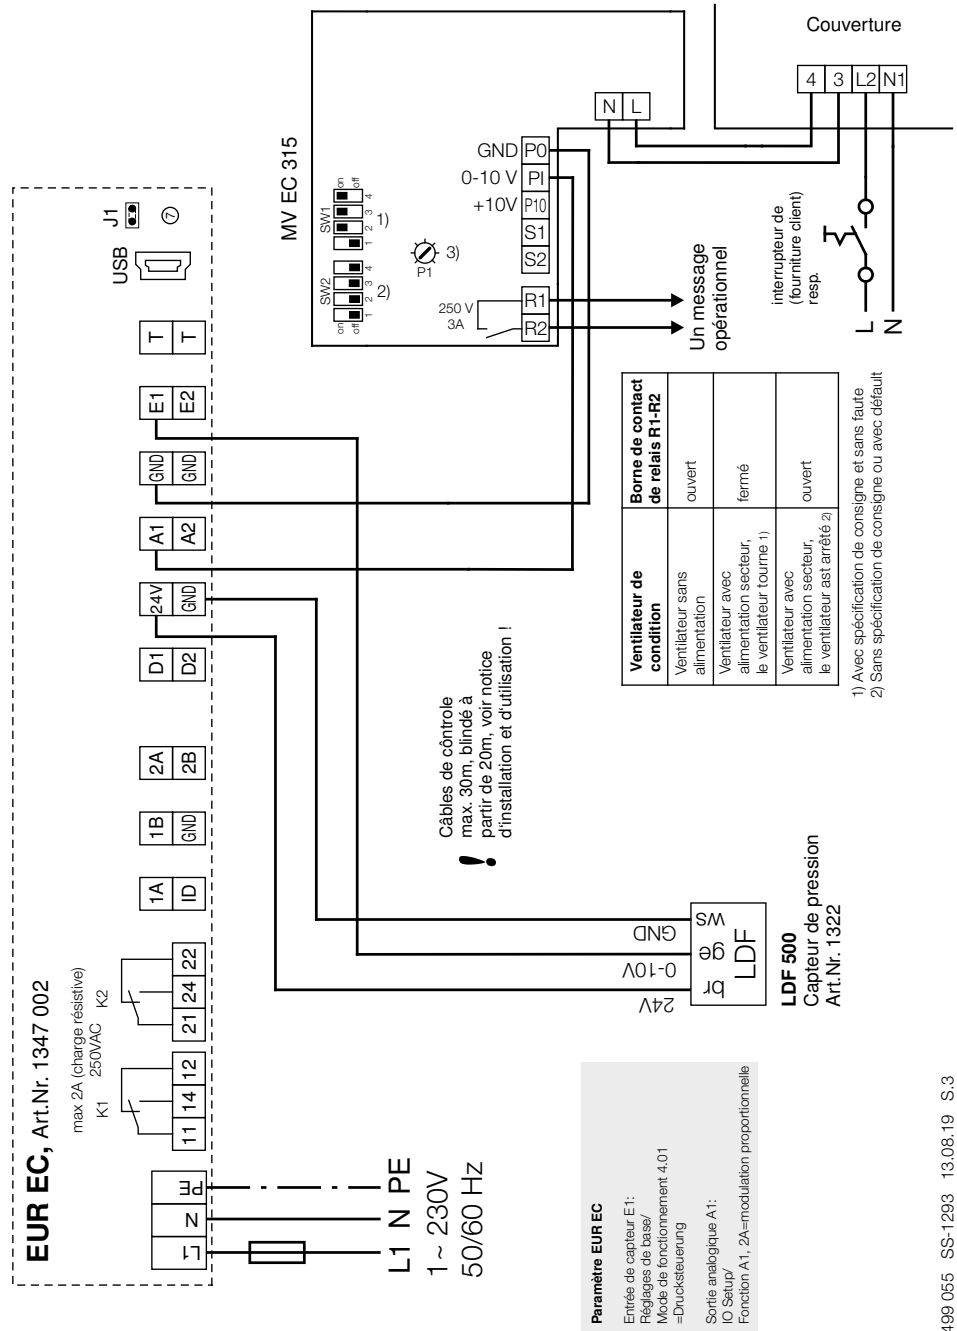 EUR EC, Art.Nr. 1347 002
max 2A (charge résistive)
250VAC
K1
K2
L1
N
PE
11
14
12
21
24
22
1A
ID
1B
GND
2A
2B
D1
D2
24V
GND
A1
A2
GND
GND
E1
E2
T
T
USB
J1
7
L1 N PE
1 ~ 230V
50/60 Hz
MV EC 315
SW1
on
off
1
2
3
4
1)
SW2
on
off
1
2
3
4
2)
P1
3)
GND
P0
0-10 V
PI
+10V
P10
S1
S2
250 V
3A
R1
R2
N
L
Un message
opérationnel
Couverture
4
3
L2
N1
interrupteur de
(fourniture client)
resp.
L
N
Câbles de côntrole
max. 30m, blindé à
partir de 20m, voir notice
d'installation et d'utilisation !
!
24V
0-10V
GND
br
ge
ws
LDF
LDF 500
Capteur de pression
Art.Nr. 1322
Ventilateur de
condition
Borne de contact
de relais R1-R2
Ventilateur sans
alimentation
ouvert
Ventilateur avec
alimentation secteur,
le ventilateur tourne 1)
fermé
Ventilateur avec
alimentation secteur,
le ventilateur ast arrêté 2)
ouvert
1) Avec spécification de consigne et sans faute
2) Sans spécification de consigne ou avec défault
Paramètre EUR EC
Entrée de capteur E1:
Réglages de base/
Mode de fonctionnement 4.01
=Drucksteuerung
Sortie analogique A1:
IO Setup/
Fonction A1, 2A=modulation proportionnelle
499 055 SS-1293 13.08.19 S.3